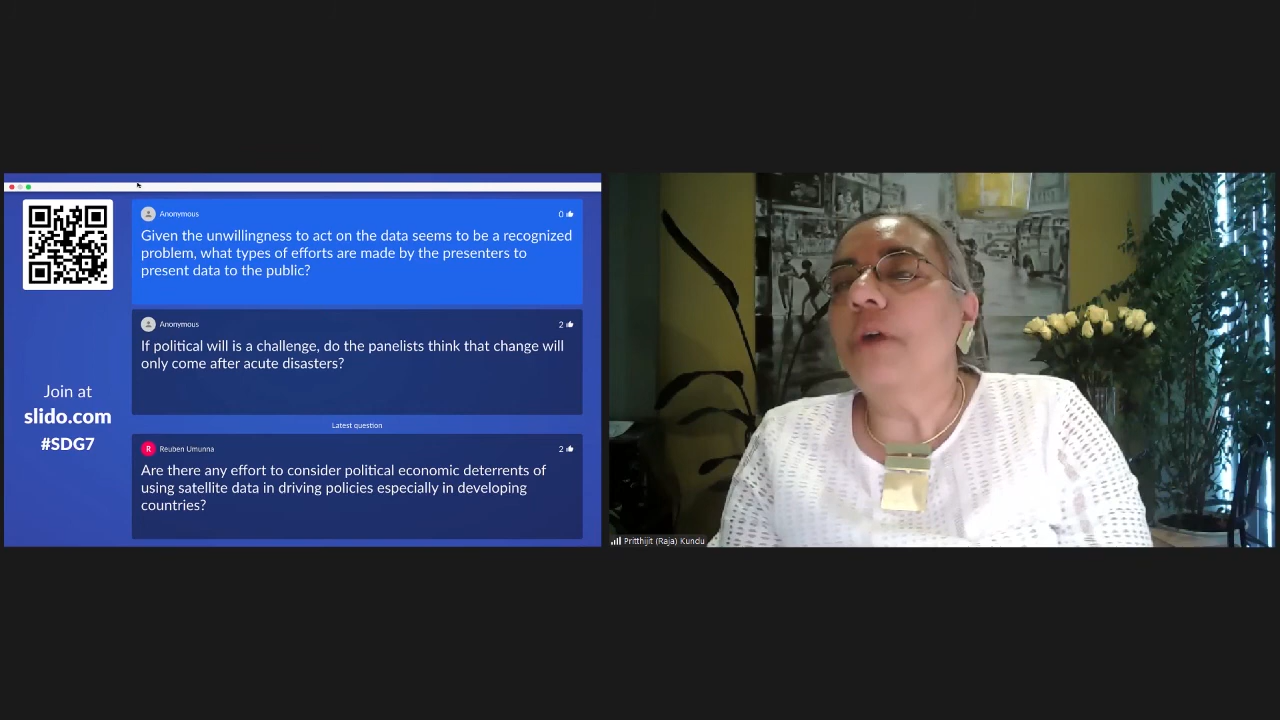 Anonymous
0
Given the unwillingness to act on the data seems to be a recognized
problem, what types of efforts are made by the presenters to
present data to the public?
Anonymous
2
If political will is a challenge, do the panelists think that change will
only come after acute disasters?
Join at
slido.com
#SDG7
Latest question
R
Reuben Umunna
2
Are there any effort to consider political economic deterrents of
using satellite data in driving policies especially in developing
countries?
Pritthijit (Raja) Kundu